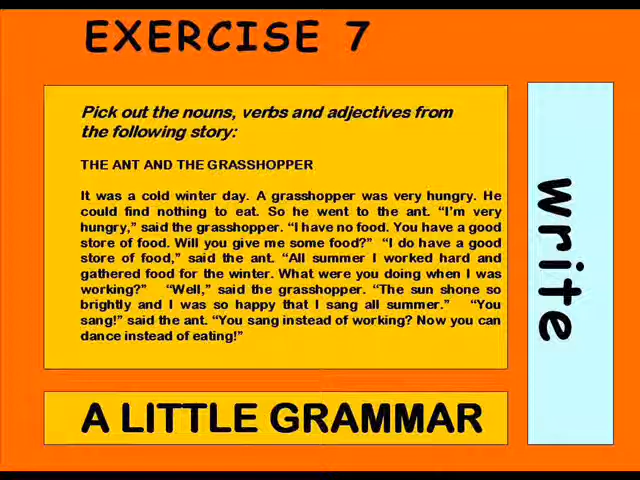 EXERCISE 7
Pick out the nouns, verbs and adjectives from
the following story:
THE ANT AND THE GRASSHOPPER
It was a cold winter day. A grasshopper was very hungry. He
could find nothing to eat. So he went to the ant. “I’m very
hungry,” said the grasshopper. “I have no food. You have a good
store of food. Will you give me some food?” “I do have a good
store of food,” said the ant. “All summer I worked hard and
gathered food for the winter. What were you doing when I was
working?” “Well,” said the grasshopper. “The sun shone so
brightly and I was so happy that I sang all summer.” “You
sang!” said the ant. “You sang instead of working? Now you can
dance instead of eating!”
write
A LITTLE GRAMMAR